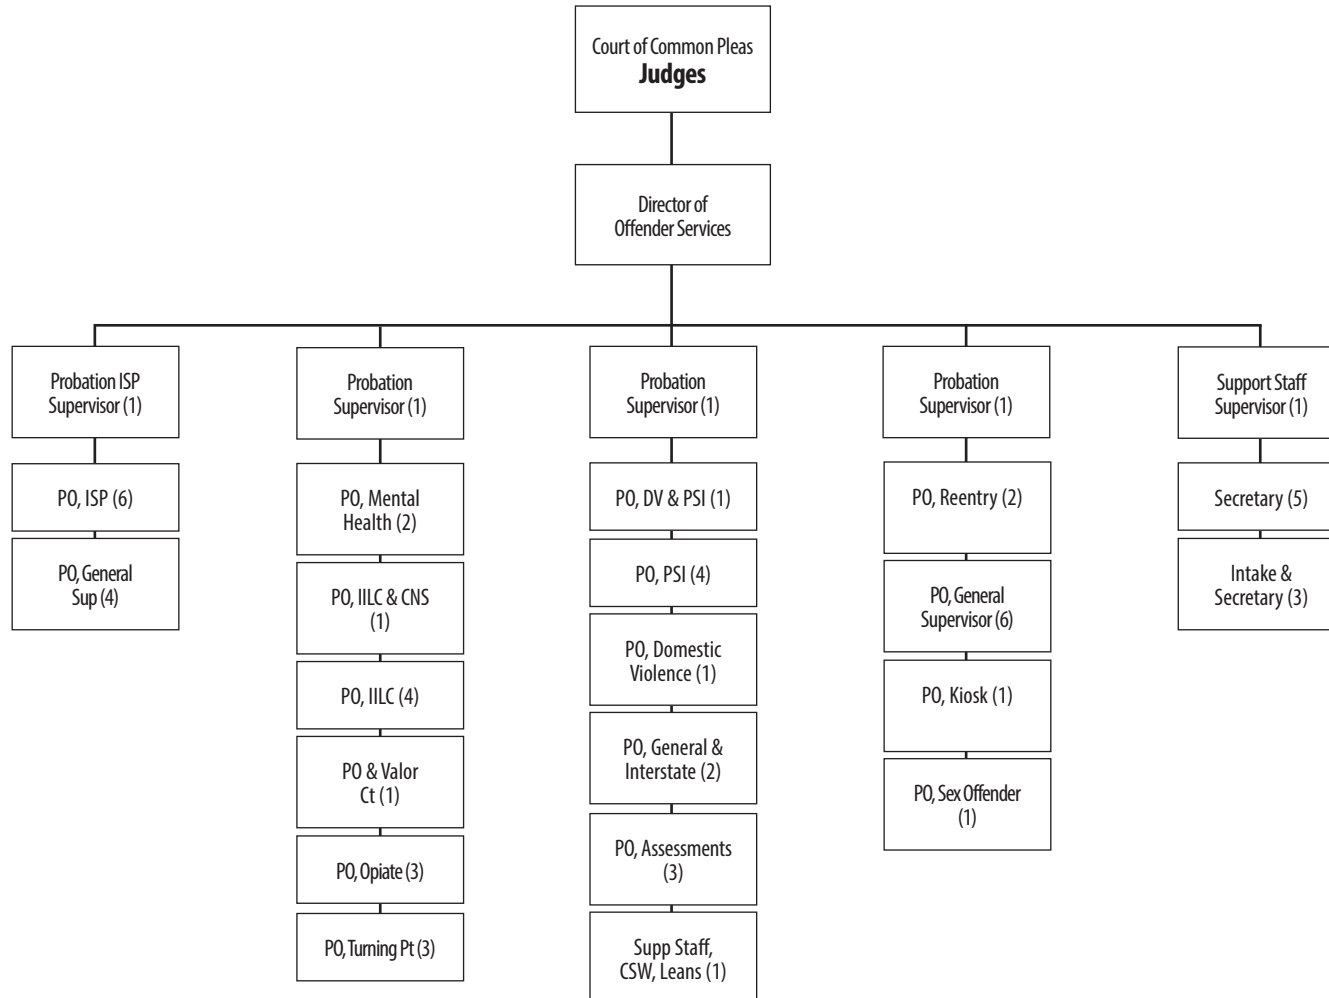 Court of Common Pleas
Judges
Director of
Offender Services
Probation ISP
Supervisor (1)
PO, ISP (6)
PO, General
Sup (4)
Probation
Supervisor (1)
PO, Mental
Health (2)
PO, IILC & CNS
(1)
PO, IILC (4)
PO & Valor
Ct (1)
PO, Opiate (3)
PO, Turning Pt (3)
Probation
Supervisor (1)
PO, DV & PSI (1)
PO, PSI (4)
PO, Domestic
Violence (1)
PO, General &
Interstate (2)
PO, Assessments
(3)
Supp Staff,
CSW, Leans (1)
Probation
Supervisor (1)
PO, Reentry (2)
PO, General
Supervisor (6)
PO, Kiosk (1)
PO, Sex Offender
(1)
Support Staff
Supervisor (1)
Secretary (5)
Intake &
Secretary (3)